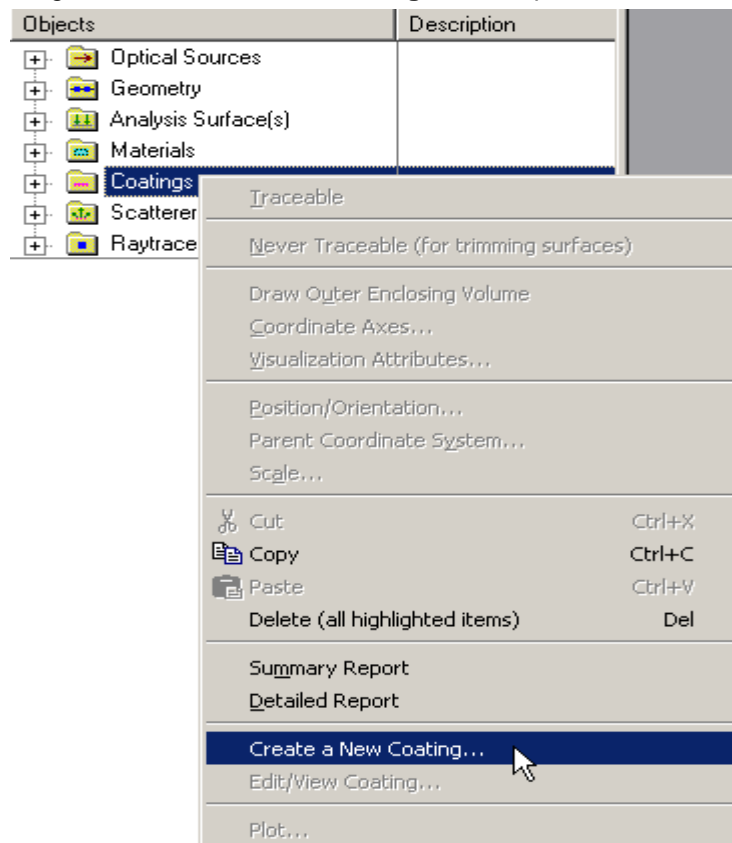 Objects Description
Optical Sources
Geometry
Analysis Surface(s)
Materials
Coatings
Scatterer
Raytrace
Traceable
Never Traceable (for trimming surfaces)
Draw Outer Enclosing Volume
Coordinate Axes...
Visualization Attributes...
Position/Orientation...
Parent Coordinate System...
Scale...
Cut Ctrl+X
Copy Ctrl+C
Paste Ctrl+V
Delete (all highlighted items) Del
Summary Report
Detailed Report
Create a New Coating...
Edit/View Coating...
Plot...